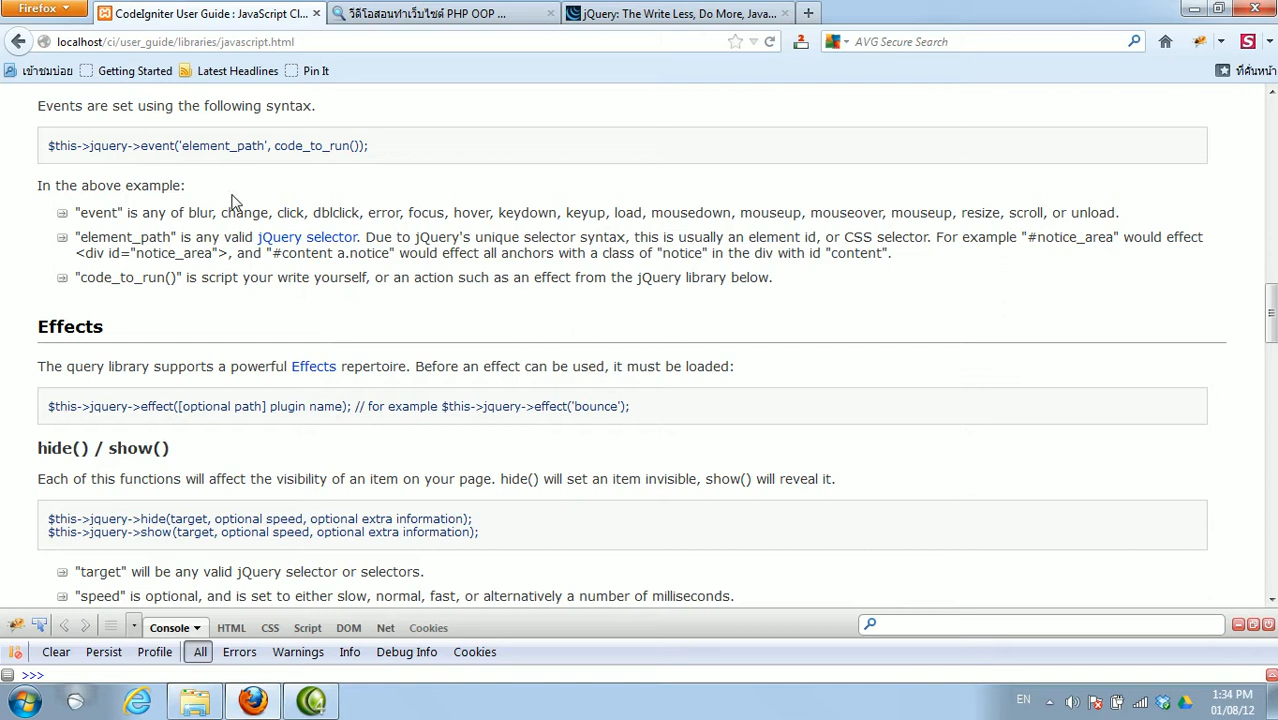 Firefox
CodeIgniter User Guide : JavaScript Cl...
วีดีโอสอนทำเว็บไซต์ PHP OOP ...
jQuery: The Write Less, Do More, Java...
localhost/ci/user_guide/libraries/javascript.html
2
AVG Secure Search
เข้าชมบ่อย
Getting Started
Latest Headlines
Pin It
ที่คั่นหน้า
Events are set using the following syntax.
$this->jquery->event('element_path', code_to_run());
In the above example:
"event" is any of blur, change, click, dblclick, error, focus, hover, keydown, keyup, load, mousedown, mouseup, mouseover, mouseup, resize, scroll, or unload.
"element_path" is any valid jQuery selector. Due to jQuery's unique selector syntax, this is usually an element id, or CSS selector. For example "#notice_area" would effect
<div id="notice_area">, and "#content a.notice" would effect all anchors with a class of "notice" in the div with id "content".
"code_to_run()" is script your write yourself, or an action such as an effect from the jQuery library below.
Effects
The query library supports a powerful Effects repertoire. Before an effect can be used, it must be loaded:
$this->jquery->effect([optional path] plugin name); // for example $this->jquery->effect('bounce');
hide() / show()
Each of this functions will affect the visibility of an item on your page. hide() will set an item invisible, show() will reveal it.
$this->jquery->hide(target, optional speed, optional extra information);
$this->jquery->show(target, optional speed, optional extra information);
"target" will be any valid jQuery selector or selectors.
"speed" is optional, and is set to either slow, normal, fast, or alternatively a number of milliseconds.
Console
HTML
CSS
Script
DOM
Net
Cookies
Clear
Persist
Profile
All
Errors
Warnings
Info
Debug Info
Cookies
>>>
EN
1:34 PM
01/08/12